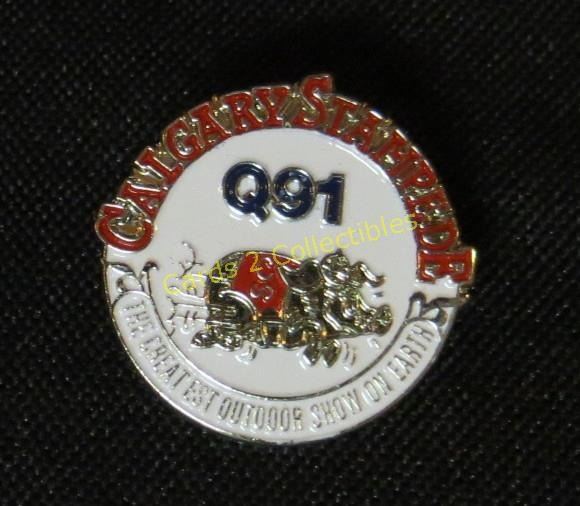 CALGARY STAMPEDE
Q91
Cards 2 Collectibles
THE GREATEST OUTDOOR SHOW ON EARTH